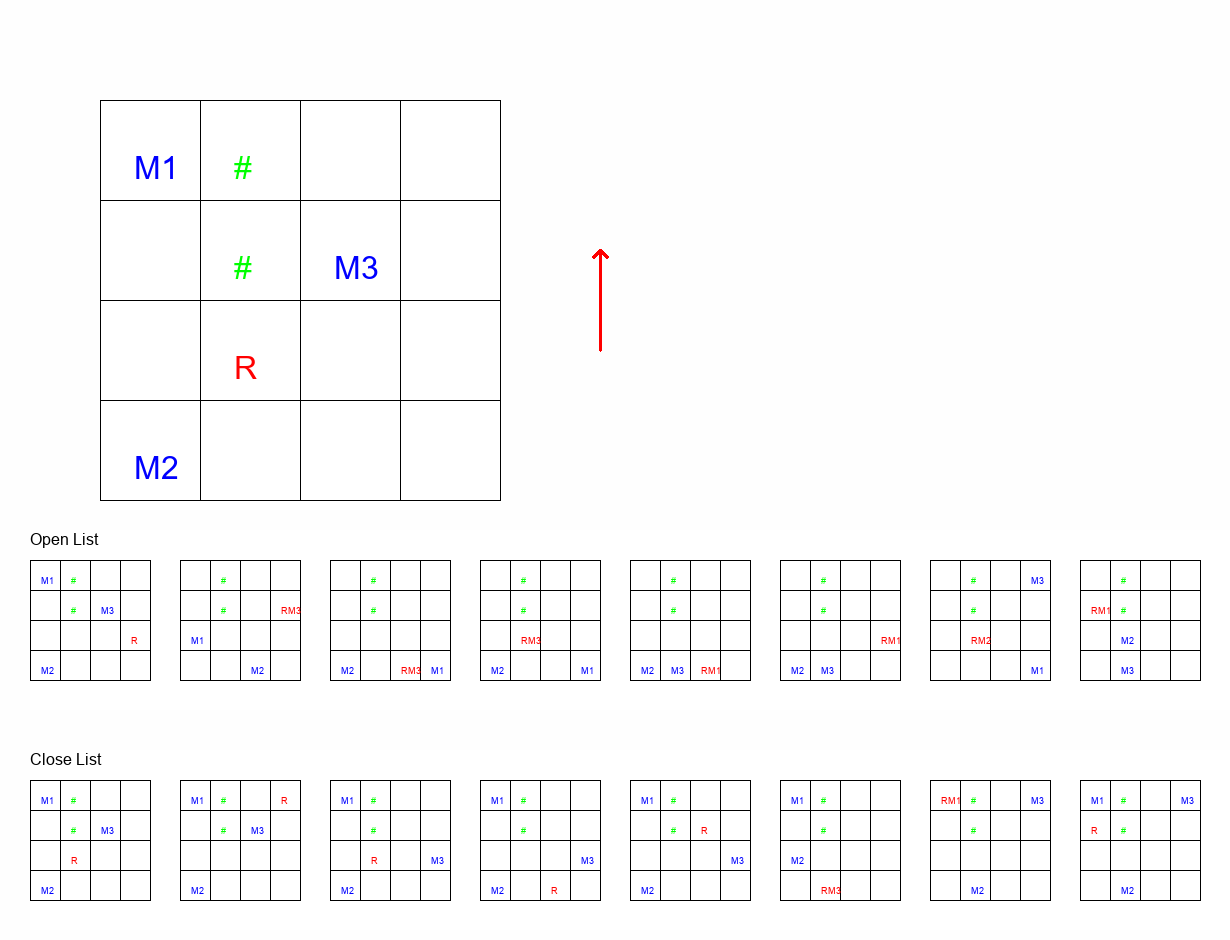 M1 #
# M3
R
M2
Open List
M1 # # # # # # M3 #
# M3 # RM3 # # # # # RM1 #
R M1 RM3 RM1 RM2 M2
M2 M2 M2 RM3 M1 M2 M1 M2 M3 RM1 M2 M3 M1 M3
Close List
M1 # M1 # R M1 # M1 # M1 # M1 # RM1 # M3 M1 # M3
# M3 # M3 # # # R # # R #
R R M3 M3 M3 M2
M2 M2 M2 M2 R M2 RM3 M2 M2